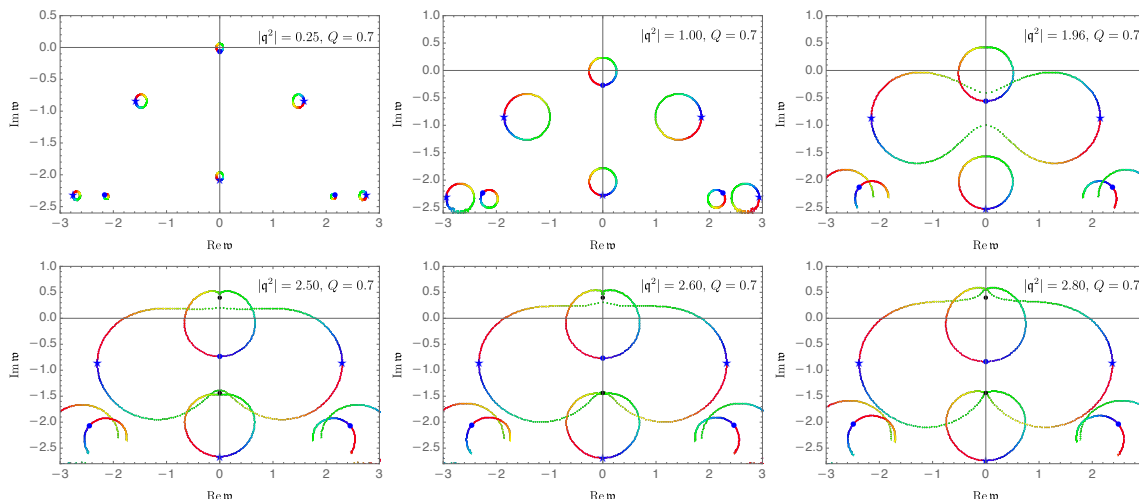 |𝔮²| = 0.25, Q = 0.7
0.0
−0.5
−1.0
−1.5
−2.0
−2.5
Im 𝔴
−3 −2 −1 0 1 2 3
Re 𝔴
|𝔮²| = 1.00, Q = 0.7
1.0
0.5
0.0
−0.5
−1.0
−1.5
−2.0
−2.5
Im 𝔴
−3 −2 −1 0 1 2 3
Re 𝔴
|𝔮²| = 1.96, Q = 0.7
1.0
0.5
0.0
−0.5
−1.0
−1.5
−2.0
−2.5
Im 𝔴
−3 −2 −1 0 1 2
Re 𝔴
|𝔮²| = 2.50, Q = 0.7
1.0
0.5
0.0
−0.5
−1.0
−1.5
−2.0
−2.5
Im 𝔴
−3 −2 −1 0 1 2 3
Re 𝔴
|𝔮²| = 2.60, Q = 0.7
1.0
0.5
0.0
−0.5
−1.0
−1.5
−2.0
−2.5
Im 𝔴
−3 −2 −1 0 1 2 3
Re 𝔴
|𝔮²| = 2.80, Q = 0.7
1.0
0.5
0.0
−0.5
−1.0
−1.5
−2.0
−2.5
Im 𝔴
−3 −2 −1 0 1 2
Re 𝔴